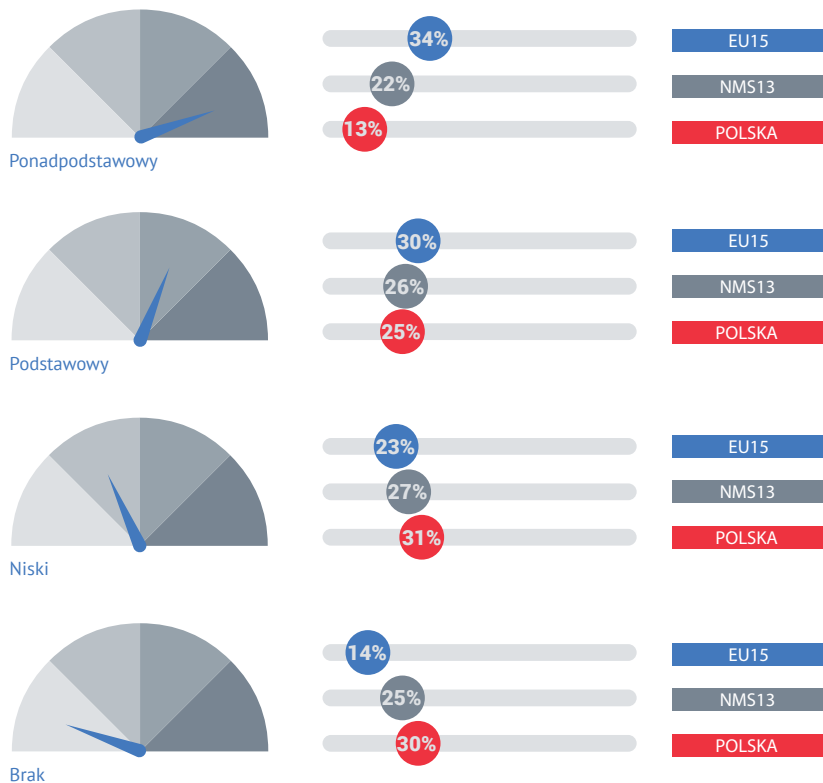 34% EU15
22% NMS13
13% POLSKA
Ponadpodstawowy
30% EU15
26% NMS13
25% POLSKA
Podstawowy
23% EU15
27% NMS13
31% POLSKA
Niski
14% EU15
25% NMS13
30% POLSKA
Brak